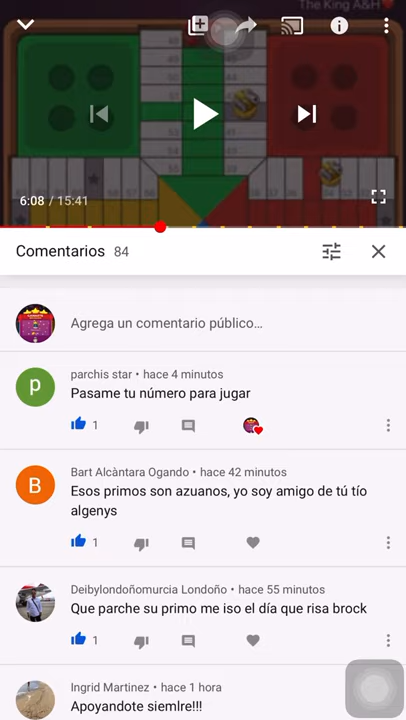 The King A&H
6:08 / 15:41
Comentarios 84
Agrega un comentario público...
parchis star • hace 4 minutos
Pasame tu número para jugar
1
B
Bart Alcàntara Ogando • hace 42 minutos
Esos primos son azuanos, yo soy amigo de tú tío
algenys
1
Deibylondoñomurcia Londoño • hace 55 minutos
Que parche su primo me iso el día que risa brock
1
Ingrid Martinez • hace 1 hora
Apoyandote siemlre!!!